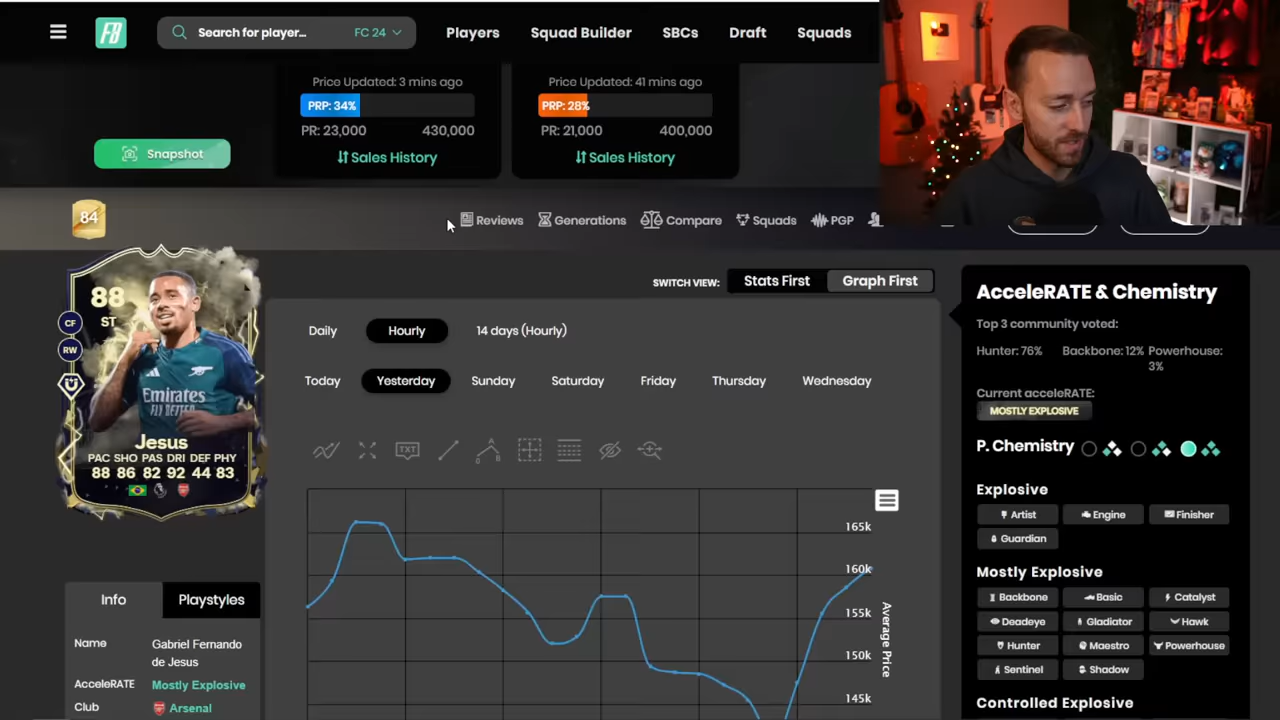 FB
Search for player...
FC 24
Players
Squad Builder
SBCs
Draft
Squads
Price Updated: 3 mins ago
PRP: 34%
PR: 23,000
430,000
Sales History
Price Updated: 41 mins ago
PRP: 28%
PR: 21,000
400,000
Sales History
Snapshot
84
Reviews
Generations
Compare
Squads
PGP
88
ST
CF
RW
Emirates
FLY BETTER
Jesus
PAC SHO PAS DRI DEF PHY
88 86 82 92 44 83
SWITCH VIEW:
Stats First
Graph First
Daily
Hourly
14 days (Hourly)
Today
Yesterday
Sunday
Saturday
Friday
Thursday
Wednesday
TXT
165k
160k
155k
150k
145k
Average Price
Info
Playstyles
Name
Gabriel Fernando
de Jesus
AcceleRATE
Mostly Explosive
Club
Arsenal
AcceleRATE & Chemistry
Top 3 community voted:
Hunter: 76%
Backbone: 12%
Powerhouse:
3%
Current acceleRATE:
MOSTLY EXPLOSIVE
P. Chemistry
Explosive
Artist
Engine
Finisher
Guardian
Mostly Explosive
Backbone
Basic
Catalyst
Deadeye
Gladiator
Hawk
Hunter
Maestro
Powerhouse
Sentinel
Shadow
Controlled Explosive